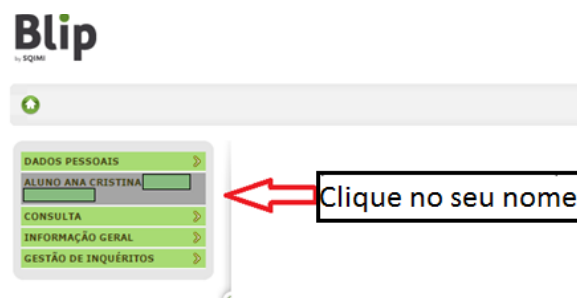 Blip
by SQIMI
DADOS PESSOAIS
ALUNO ANA CRISTINA
Clique no seu nome
CONSULTA
INFORMAÇÃO GERAL
GESTÃO DE INQUÉRITOS